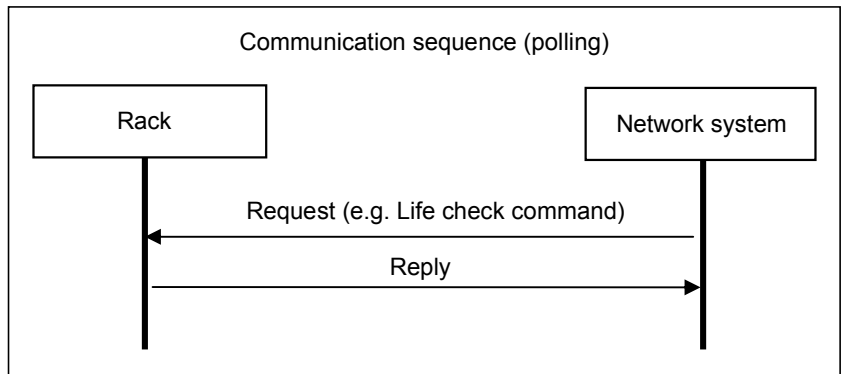 Communication sequence (polling)
Rack
Network system
Request (e.g. Life check command)
Reply